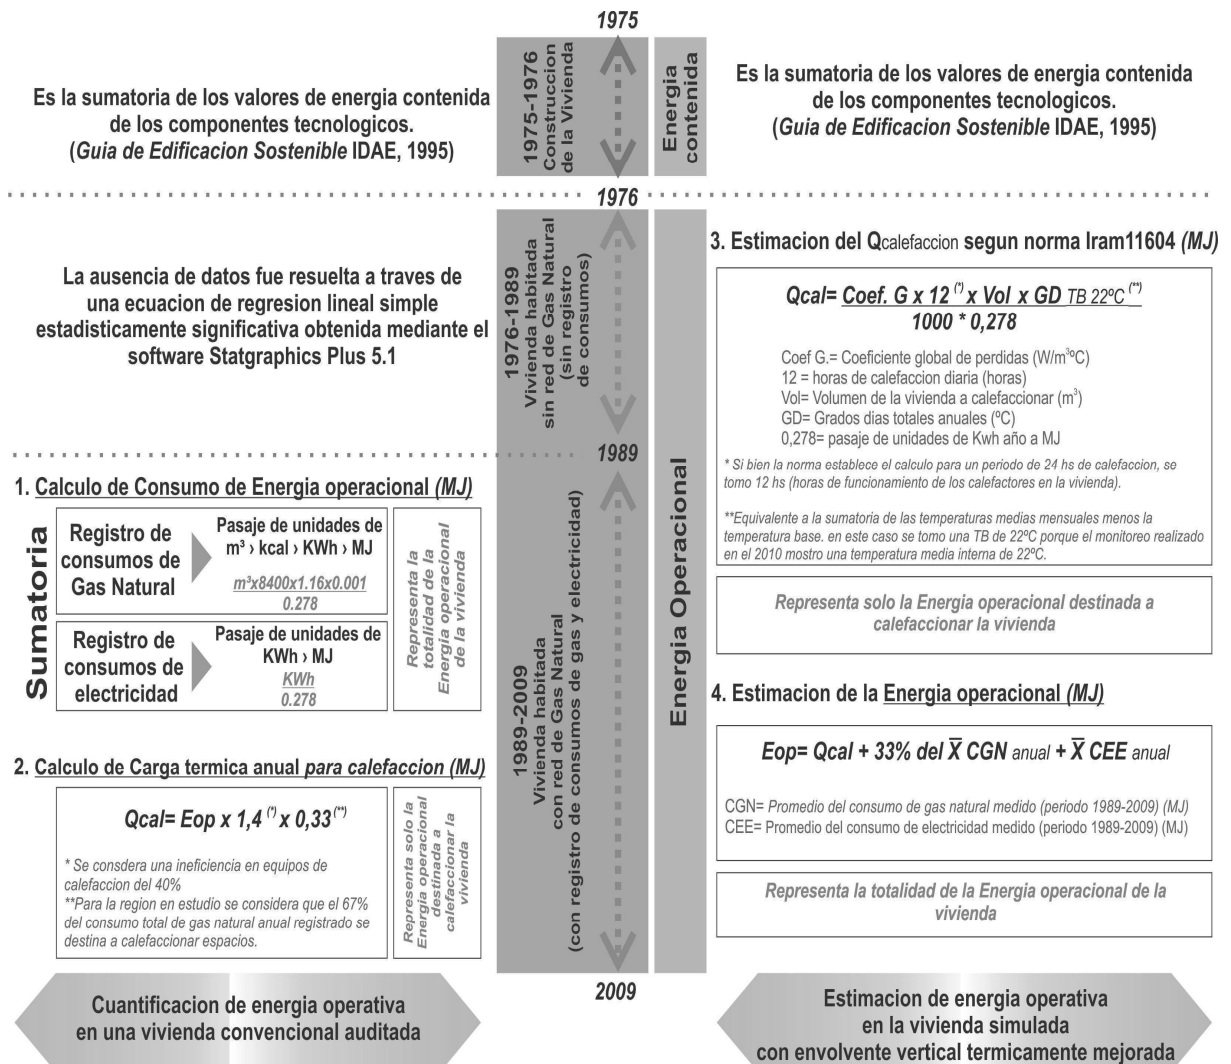 1975
Es la sumatoria de los valores de energia contenida
de los componentes tecnologicos.
(Guia de Edificacion Sostenible IDAE, 1995)
1975-1976
Construccion
de la Vivienda
Energia
contenida
Es la sumatoria de los valores de energia contenida
de los componentes tecnologicos.
(Guia de Edificacion Sostenible IDAE, 1995)
1976
La ausencia de datos fue resuelta a traves de
una ecuacion de regresion lineal simple
estadisticamente significativa obtenida mediante el
software Statgraphics Plus 5.1
1976-1989
Vivienda habitada
sin red de Gas Natural
(sin registro
de consumos)
1989
1. Calculo de Consumo de Energia operacional (MJ)
Sumatoria
Registro de
consumos de
Gas Natural
Pasaje de unidades de
m³ › kcal › KWh › MJ
m³x8400x1.16x0.001
0.278
Registro de
consumos de
electricidad
Pasaje de unidades de
KWh › MJ
KWh
0.278
Representa la
totalidad de la
Energia operacional
de la vivienda
2. Calculo de Carga termica anual para calefaccion (MJ)
Qcal= Eop x 1,4 (*) x 0,33 (**)
* Se consdera una ineficiencia en equipos de
calefaccion del 40%
**Para la region en estudio se considera que el 67%
del consumo total de gas natural anual registrado se
destina a calefaccionar espacios.
Representa solo la
Energia operacional
destinada a
calefaccionar la
vivienda
1989-2009
Vivienda habitada
con red de Gas Natural
(con registro de consumos de gas y electricidad)
2009
Energia Operacional
3. Estimacion del Qcalefaccion segun norma Iram11604 (MJ)
Qcal= Coef. G x 12 (*) x Vol x GD TB 22ºC (**)
1000 * 0,278
Coef G.= Coeficiente global de perdidas (W/m³ºC)
12 = horas de calefaccion diaria (horas)
Vol= Volumen de la vivienda a calefaccionar (m³)
GD= Grados dias totales anuales (ºC)
0,278= pasaje de unidades de Kwh año a MJ
* Si bien la norma establece el calculo para un periodo de 24 hs de calefaccion, se
tomo 12 hs (horas de funcionamiento de los calefactores en la vivienda).
**Equivalente a la sumatoria de las temperaturas medias mensuales menos la
temperatura base. en este caso se tomo una TB de 22ºC porque el monitoreo realizado
en el 2010 mostro una temperatura media interna de 22ºC.
Representa solo la Energia operacional destinada a
calefaccionar la vivienda
4. Estimacion de la Energia operacional (MJ)
Eop= Qcal + 33% del X̅ CGN anual + X̅ CEE anual
CGN= Promedio del consumo de gas natural medido (periodo 1989-2009) (MJ)
CEE= Promedio del consumo de electricidad medido (periodo 1989-2009) (MJ)
Representa la totalidad de la Energia operacional de la
vivienda
Cuantificacion de energia operativa
en una vivienda convencional auditada
Estimacion de energia operativa
en la vivienda simulada
con envolvente vertical termicamente mejorada